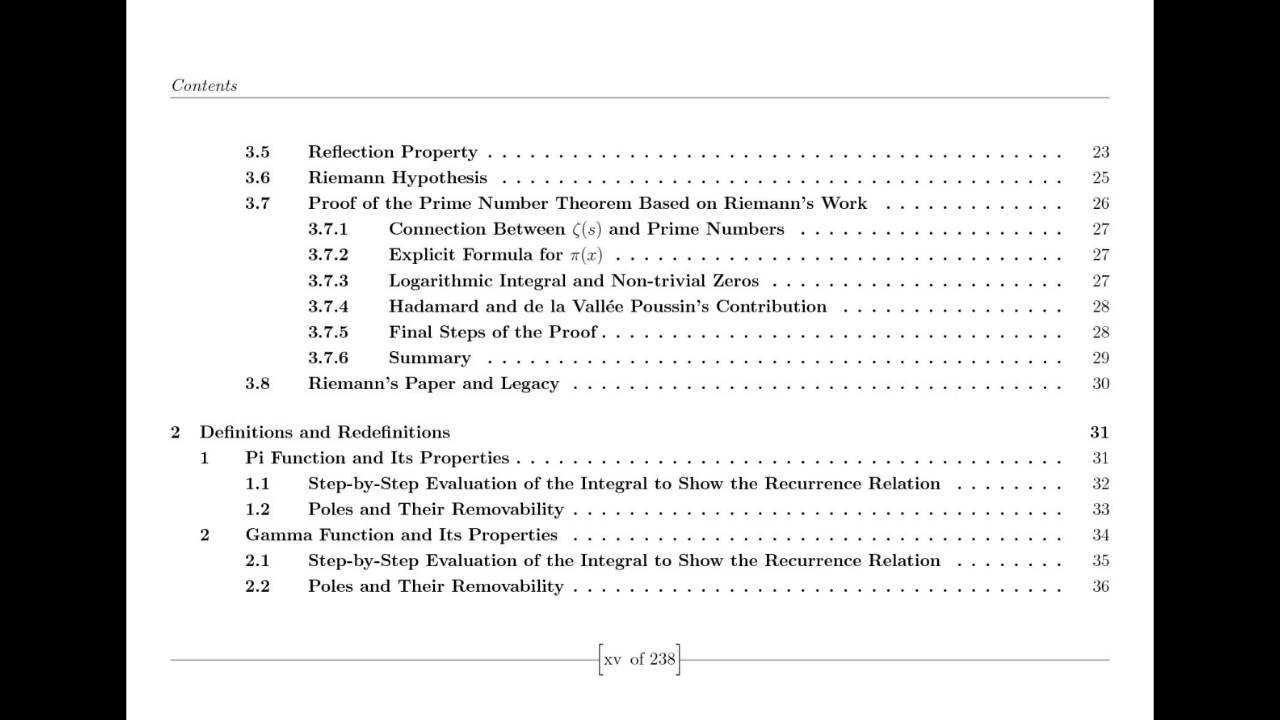 Contents
3.5 Reflection Property . . . . . . . . . . . . . . . . . . . . . . . . . . . . . . . . . . . . . . . . . 23
3.6 Riemann Hypothesis . . . . . . . . . . . . . . . . . . . . . . . . . . . . . . . . . . . . . . . . 25
3.7 Proof of the Prime Number Theorem Based on Riemann's Work . . . . . . . . . . . . . 26
3.7.1 Connection Between ζ(s) and Prime Numbers . . . . . . . . . . . . . . . . . . . 27
3.7.2 Explicit Formula for π(x) . . . . . . . . . . . . . . . . . . . . . . . . . . . . . . . . 27
3.7.3 Logarithmic Integral and Non-trivial Zeros . . . . . . . . . . . . . . . . . . . . . 27
3.7.4 Hadamard and de la Vallée Poussin's Contribution . . . . . . . . . . . . . . . . 28
3.7.5 Final Steps of the Proof . . . . . . . . . . . . . . . . . . . . . . . . . . . . . . . . . 28
3.7.6 Summary . . . . . . . . . . . . . . . . . . . . . . . . . . . . . . . . . . . . . . . . . 29
3.8 Riemann's Paper and Legacy . . . . . . . . . . . . . . . . . . . . . . . . . . . . . . . . . . . 30
2 Definitions and Redefinitions 31
1 Pi Function and Its Properties . . . . . . . . . . . . . . . . . . . . . . . . . . . . . . . . . . . . . . . 31
1.1 Step-by-Step Evaluation of the Integral to Show the Recurrence Relation . . . . . . . . 32
1.2 Poles and Their Removability . . . . . . . . . . . . . . . . . . . . . . . . . . . . . . . . . . . 33
2 Gamma Function and Its Properties . . . . . . . . . . . . . . . . . . . . . . . . . . . . . . . . . . . 34
2.1 Step-by-Step Evaluation of the Integral to Show the Recurrence Relation . . . . . . . . 35
2.2 Poles and Their Removability . . . . . . . . . . . . . . . . . . . . . . . . . . . . . . . . . . . 36
[xv of 238]